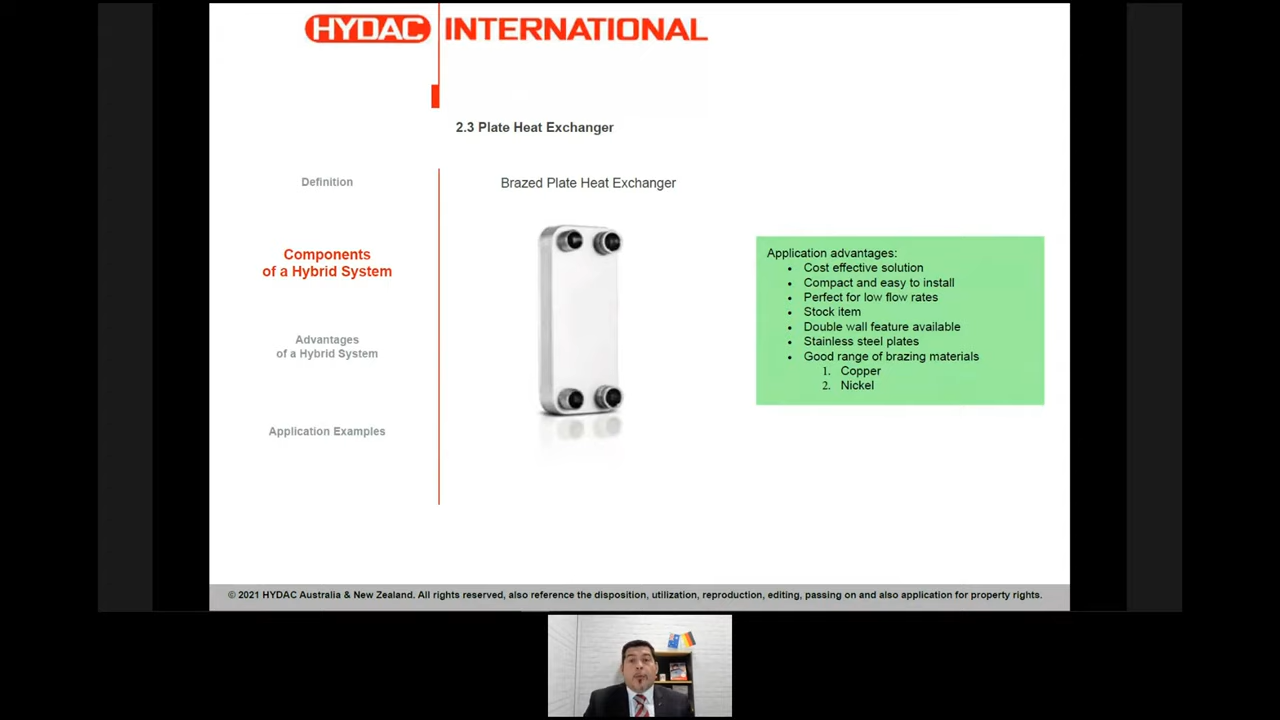 HYDAC INTERNATIONAL
2.3 Plate Heat Exchanger
Definition
Components
of a Hybrid System
Advantages
of a Hybrid System
Application Examples
Brazed Plate Heat Exchanger
Application advantages:
• Cost effective solution
• Compact and easy to install
• Perfect for low flow rates
• Stock item
• Double wall feature available
• Stainless steel plates
• Good range of brazing materials
1. Copper
2. Nickel
© 2021 HYDAC Australia & New Zealand. All rights reserved, also reference the disposition, utilization, reproduction, editing, passing on and also application for property rights.